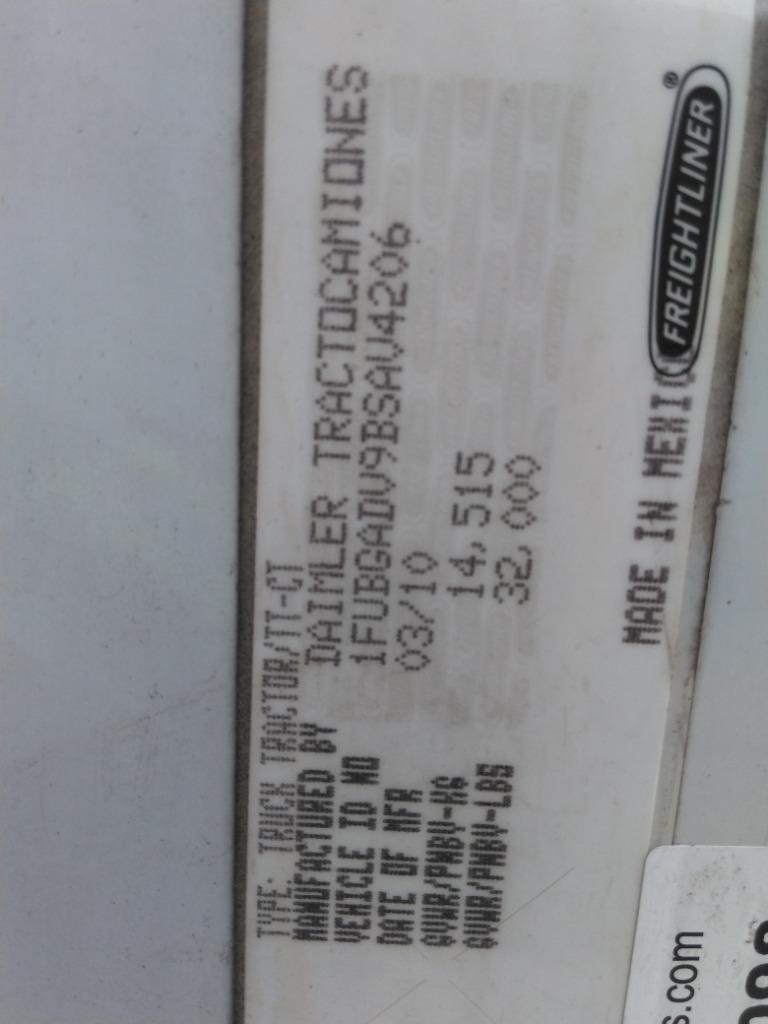 TYPE: TRUCK TRACTOR/TT-CT
MANUFACTURED BY DAIMLER TRACTOCAMIONES
VEHICLE ID NO 1FUBGADV9BSAV4206
DATE OF MFR 03/10
GVWR/PNBV-KG 14,515
GVWR/PNBV-LBS 32,000
MADE IN MEXICO
FREIGHTLINER®
s.com